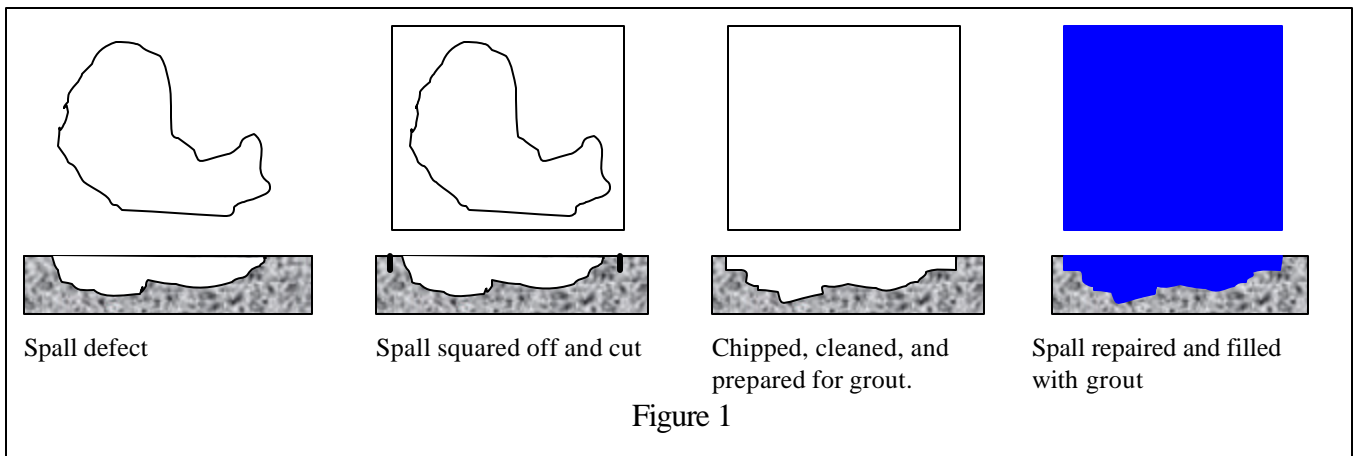 Spall defect
Spall squared off and cut
Chipped, cleaned, and
prepared for grout.
Spall repaired and filled
with grout
Figure 1